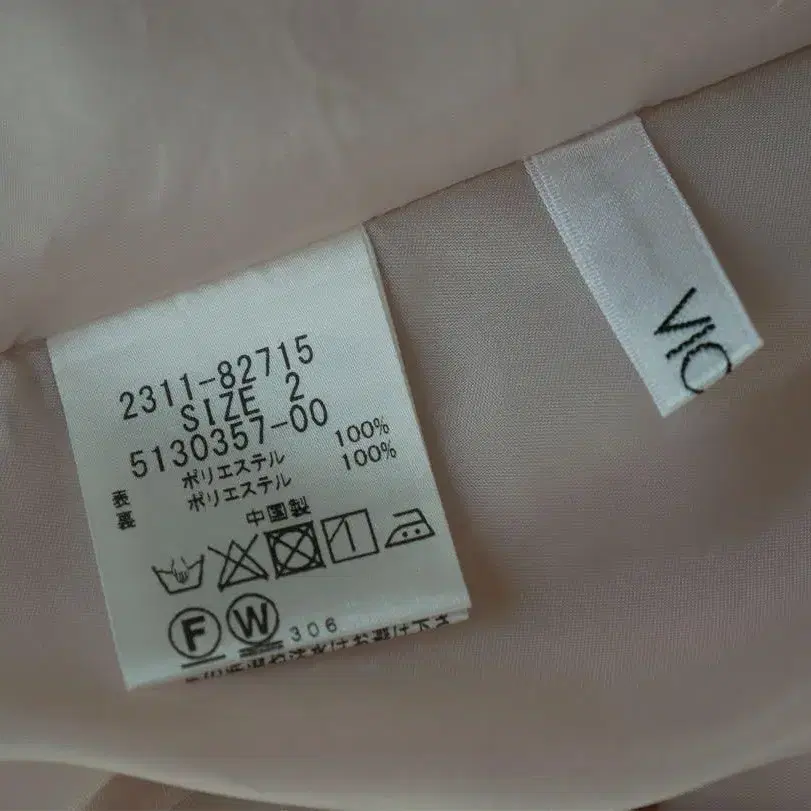 2311-82715
SIZE 2
5130357-00
表 ポリエステル 100%
裏 ポリエステル 100%
中国製
F W 306
VIC